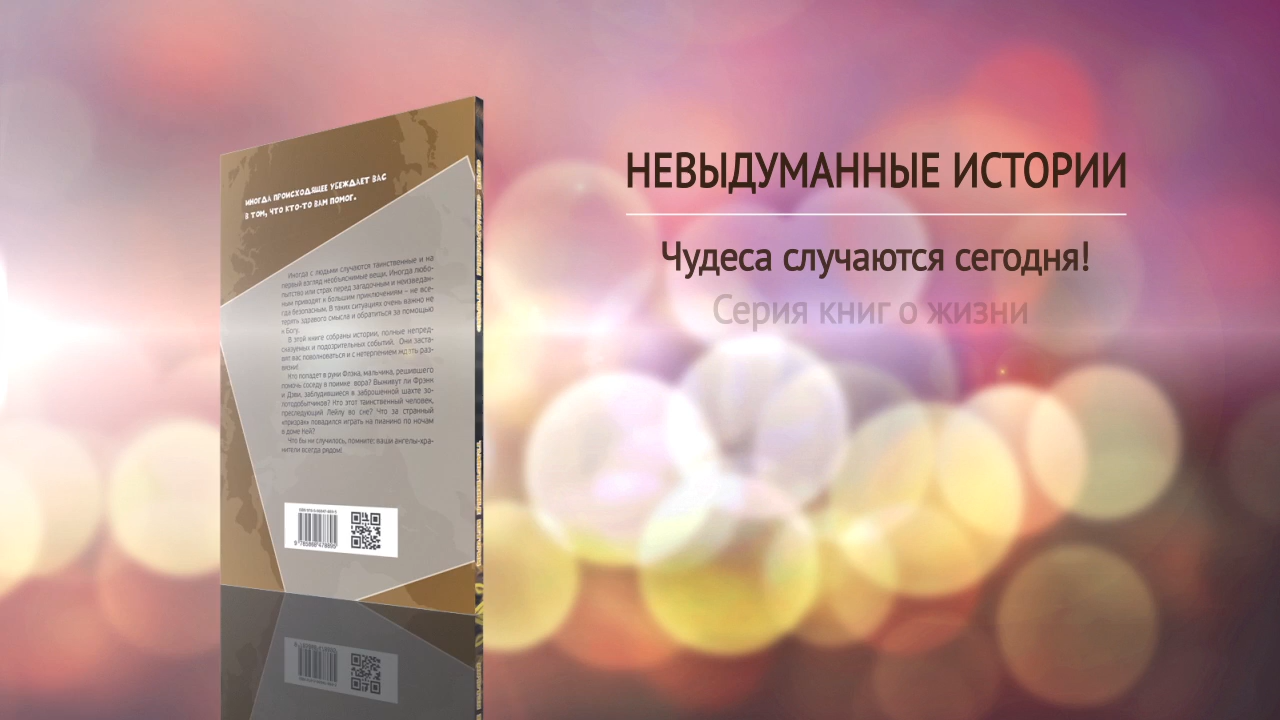 НЕВЫДУМАННЫЕ ИСТОРИИ
Чудеса случаются сегодня!
Серия книг о жизни
ИНОГДА ПРОИСХОДЯЩЕЕ УБЕЖДАЕТ ВАС
В ТОМ, ЧТО КТО-ТО ВАМ ПОМОГ.
Иногда с людьми случаются таинственные и на
первый взгляд необъяснимые вещи. Иногда любо-
пытство или страх перед загадочным и неизведан-
ным приводят к большим приключениям – не все-
гда безопасным. В таких ситуациях очень важно не
терять здравого смысла и обратиться за помощью
к Богу.
В этой книге собраны истории, полные непред-
сказуемых и подозрительных событий. Они заста-
вят вас поволноваться и с нетерпением ждать раз-
вязки!
Кто попадет в руки Флэна, мальчика, решившего
помочь соседу в поимке вора? Выживут ли Фрэнк
и Дэви, заблудившиеся в заброшенной шахте зо-
лотодобытчиков? Кто этот таинственный человек,
преследующий Лейлу во сне? Что за странный
«призрак» повадился играть на пианино по ночам
в доме Кей?
Что бы ни случилось, помните: ваши ангелы-хра-
нители всегда рядом!